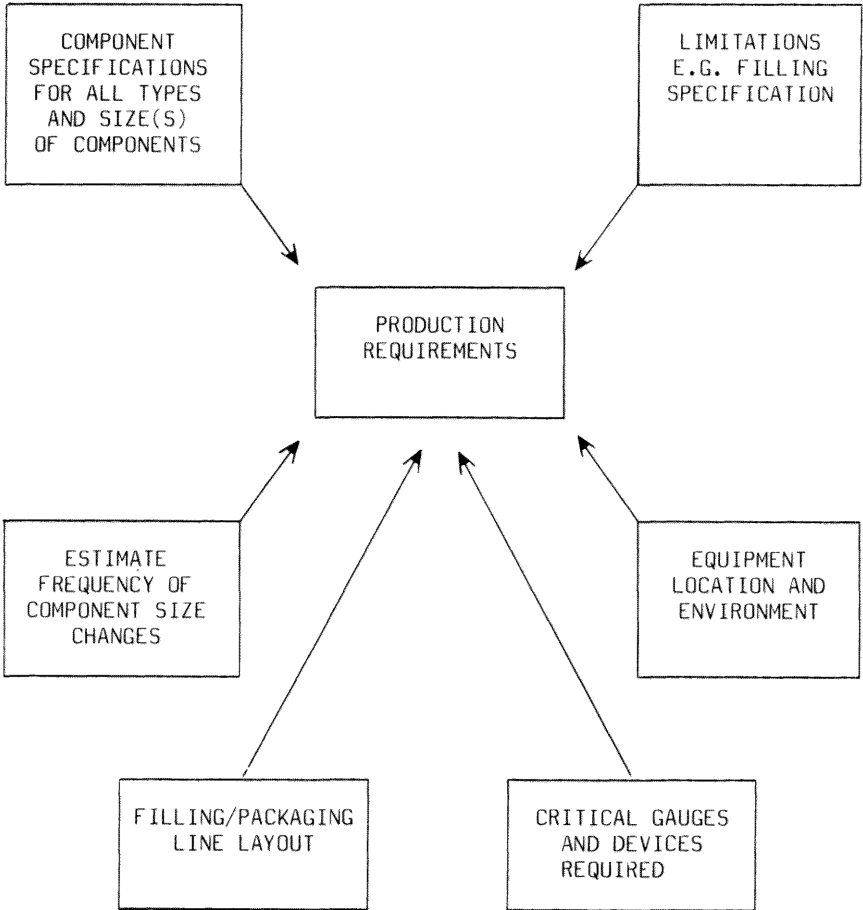 COMPONENT
SPECIFICATIONS
FOR ALL TYPES
AND SIZE(S)
OF COMPONENTS
LIMITATIONS
E.G. FILLING
SPECIFICATION
PRODUCTION
REQUIREMENTS
ESTIMATE
FREQUENCY OF
COMPONENT SIZE
CHANGES
EQUIPMENT
LOCATION AND
ENVIRONMENT
FILLING/PACKAGING
LINE LAYOUT
CRITICAL GAUGES
AND DEVICES
REQUIRED